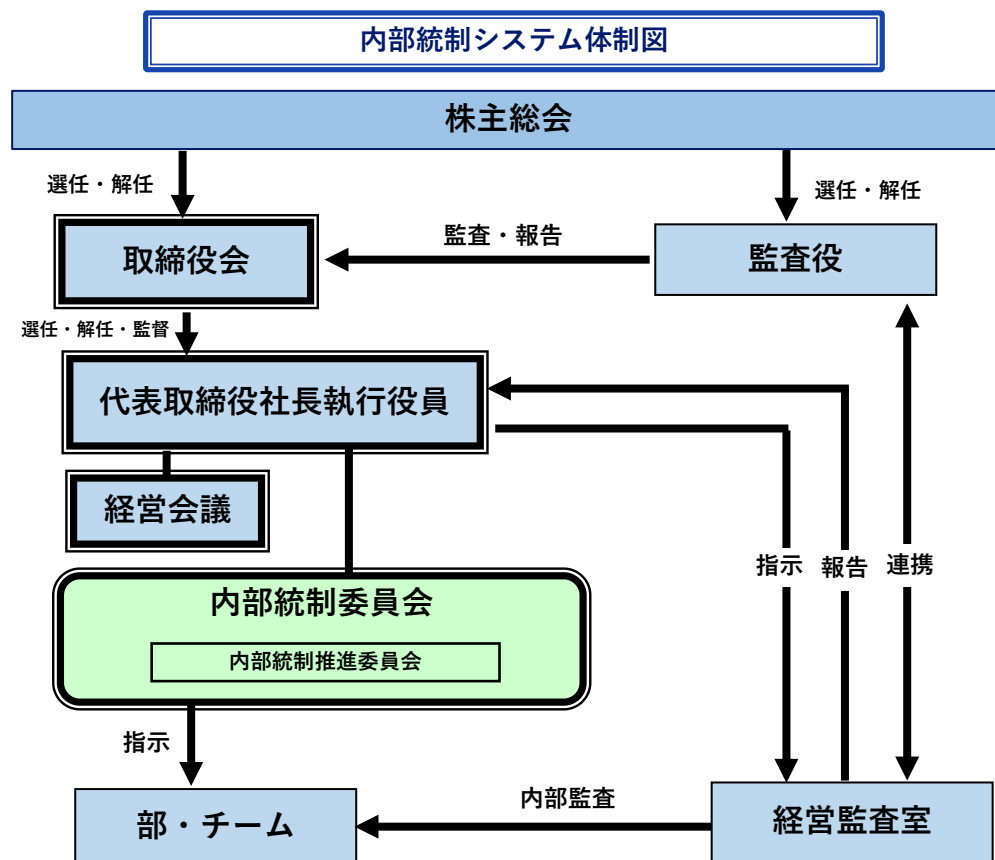 内部統制システム体制図
株主総会
選任・解任
選任・解任
取締役会
監査・報告
監査役
選任・解任・監督
代表取締役社長執行役員
経営会議
指示
報告
連携
内部統制委員会
内部統制推進委員会
指示
内部監査
部・チーム
経営監査室